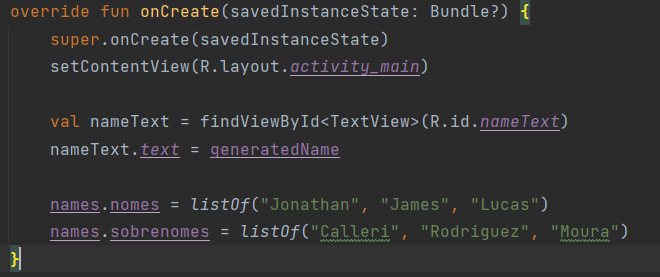 override fun onCreate(savedInstanceState: Bundle?) {
super.onCreate(savedInstanceState)
setContentView(R.layout.activity_main)
val nameText = findViewById<TextView>(R.id.nameText)
nameText.text = generatedName
names.nomes = listOf("Jonathan", "James", "Lucas")
names.sobrenomes = listOf("Calleri", "Rodriguez", "Moura")
}